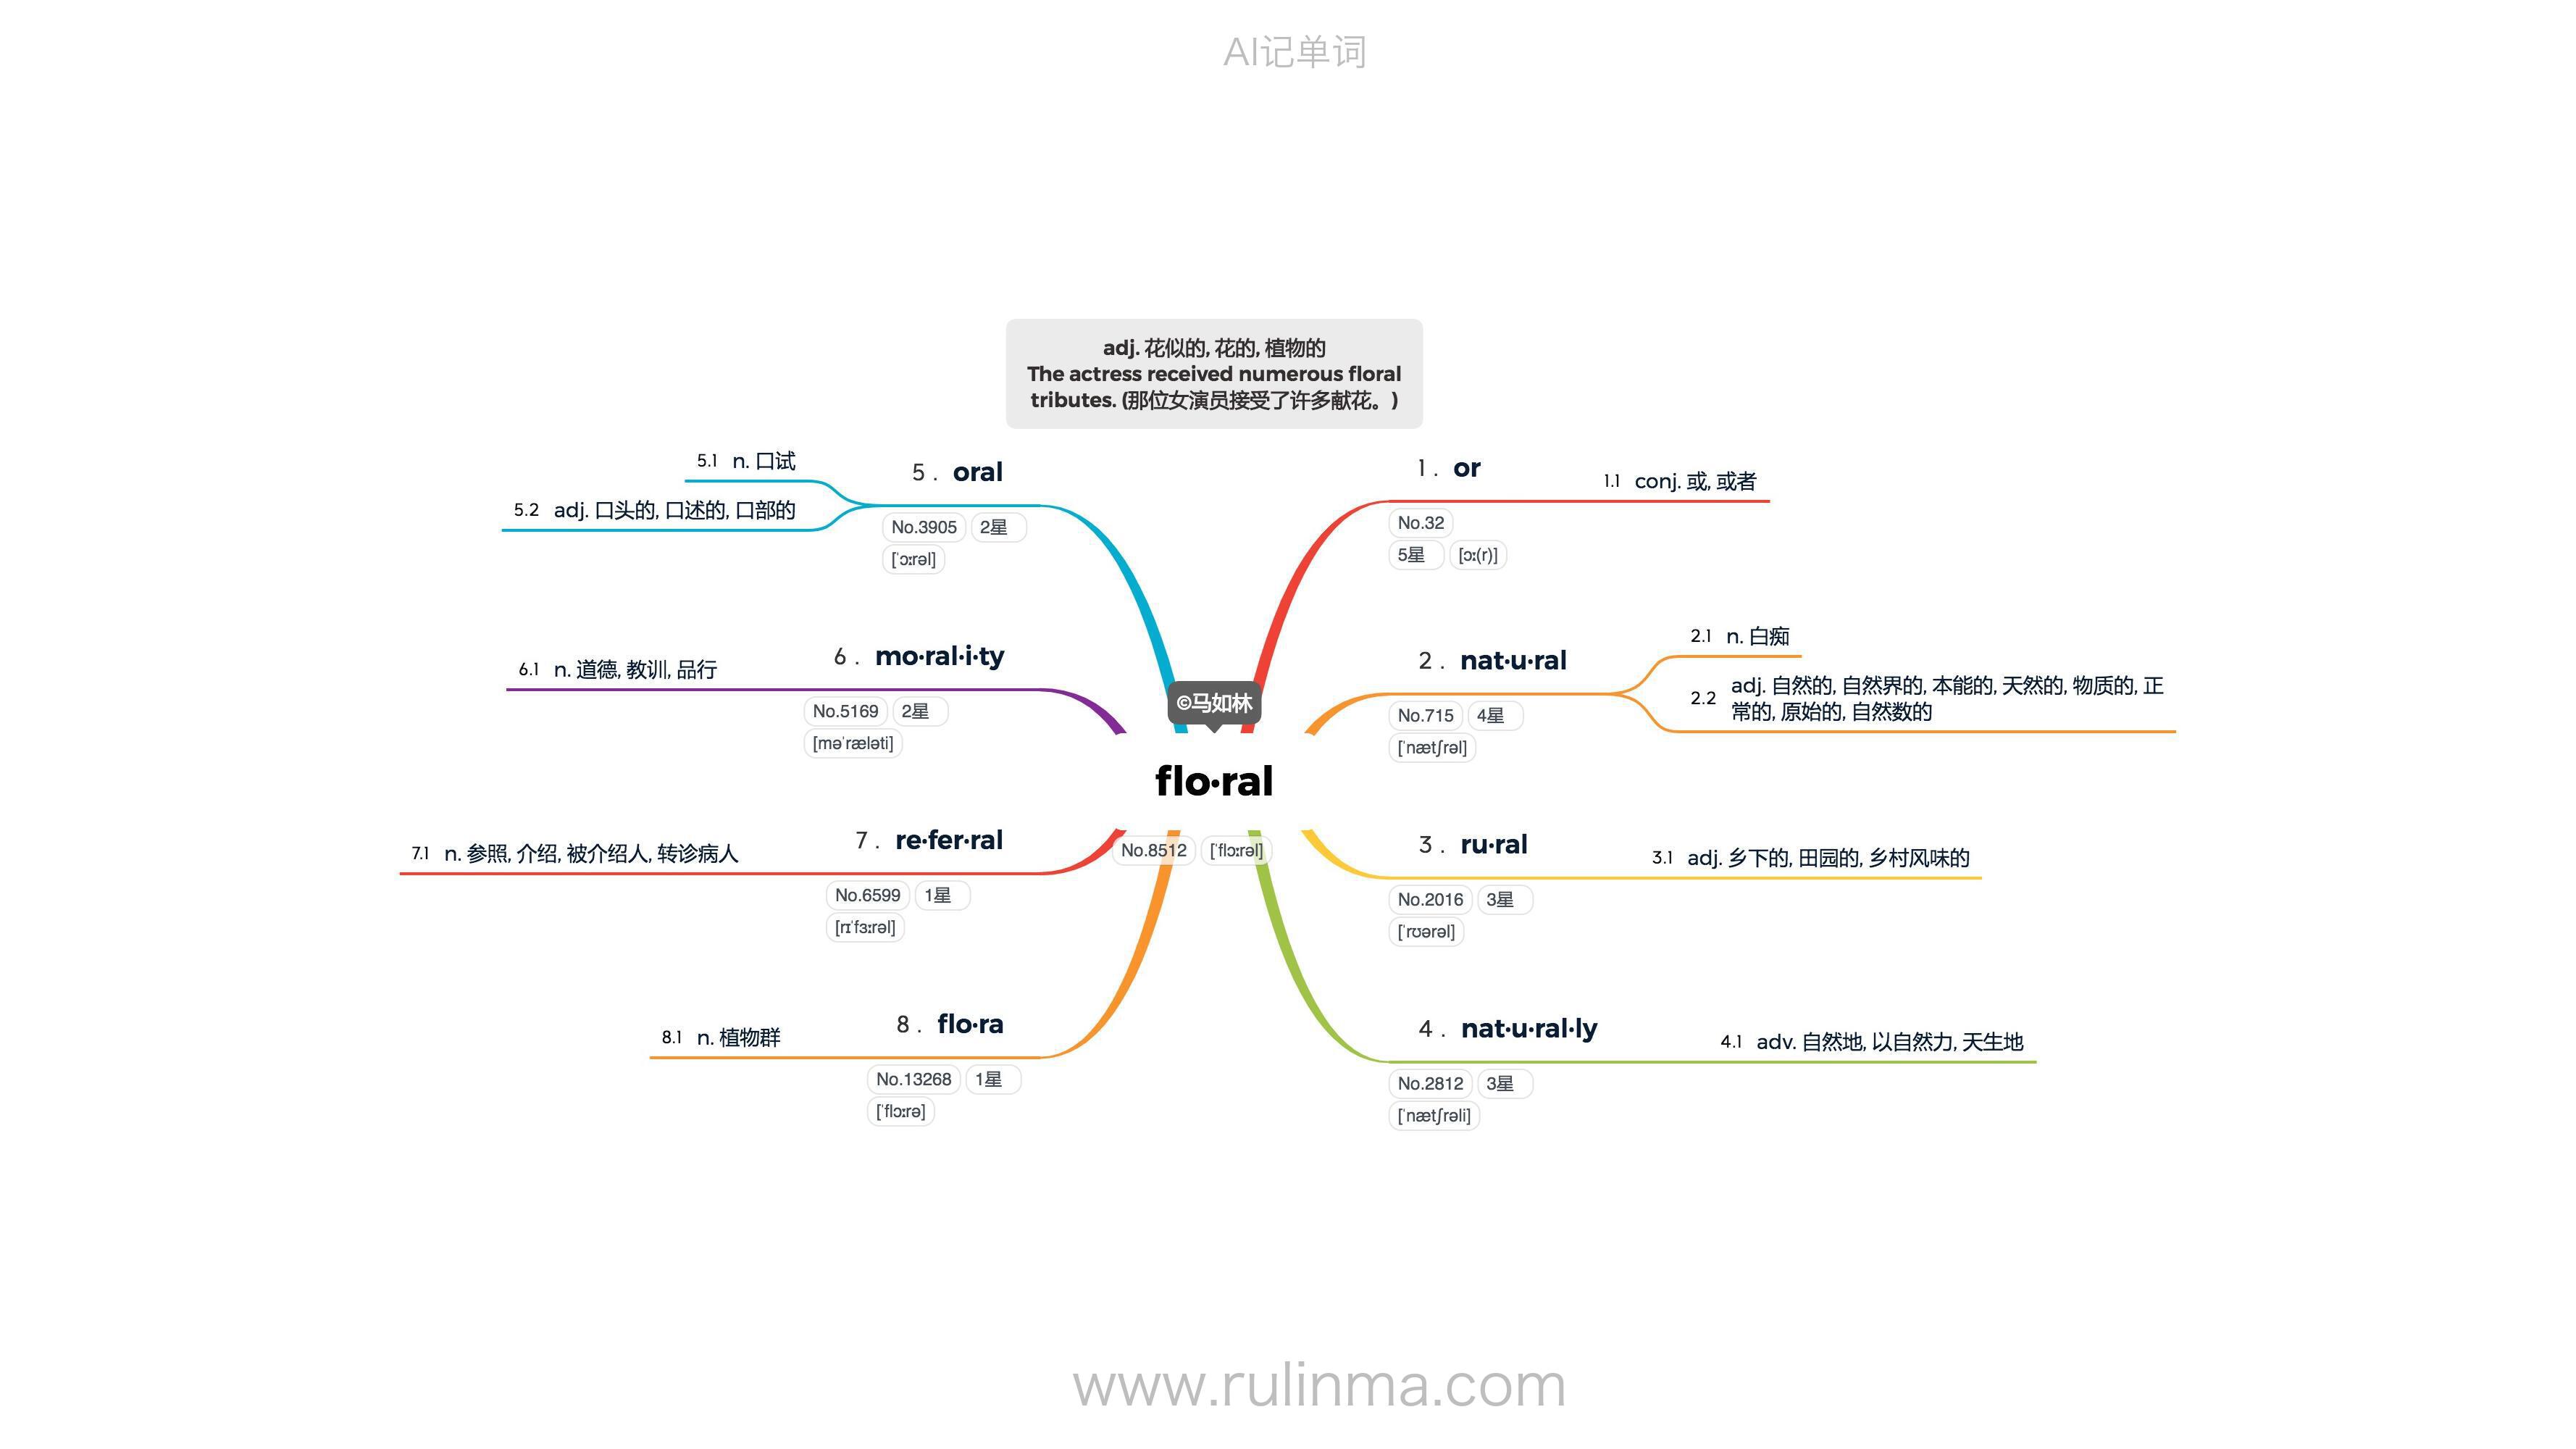 AI记单词
adj. 花似的, 花的, 植物的
The actress received numerous floral
tributes. (那位女演员接受了许多献花。)
©马如林
flo·ral
No.8512 [ˈflɔːrəl]
1. or
No.32
5星 [ɔː(r)]
1.1 conj. 或, 或者
2. nat·u·ral
No.715 4星
[ˈnætʃrəl]
2.1 n. 白痴
2.2 adj. 自然的, 自然界的, 本能的, 天然的, 物质的, 正
常的, 原始的, 自然数的
3. ru·ral
No.2016 3星
[ˈrʊərəl]
3.1 adj. 乡下的, 田园的, 乡村风味的
4. nat·u·ral·ly
No.2812 3星
[ˈnætʃrəli]
4.1 adv. 自然地, 以自然力, 天生地
5. oral
No.3905 2星
[ˈɔːrəl]
5.1 n. 口试
5.2 adj. 口头的, 口述的, 口部的
6. mo·ral·i·ty
No.5169 2星
[məˈræləti]
6.1 n. 道德, 教训, 品行
7. re·fer·ral
No.6599 1星
[rɪˈfɜːrəl]
7.1 n. 参照, 介绍, 被介绍人, 转诊病人
8. flo·ra
No.13268 1星
[ˈflɔːrə]
8.1 n. 植物群
www.rulinma.com